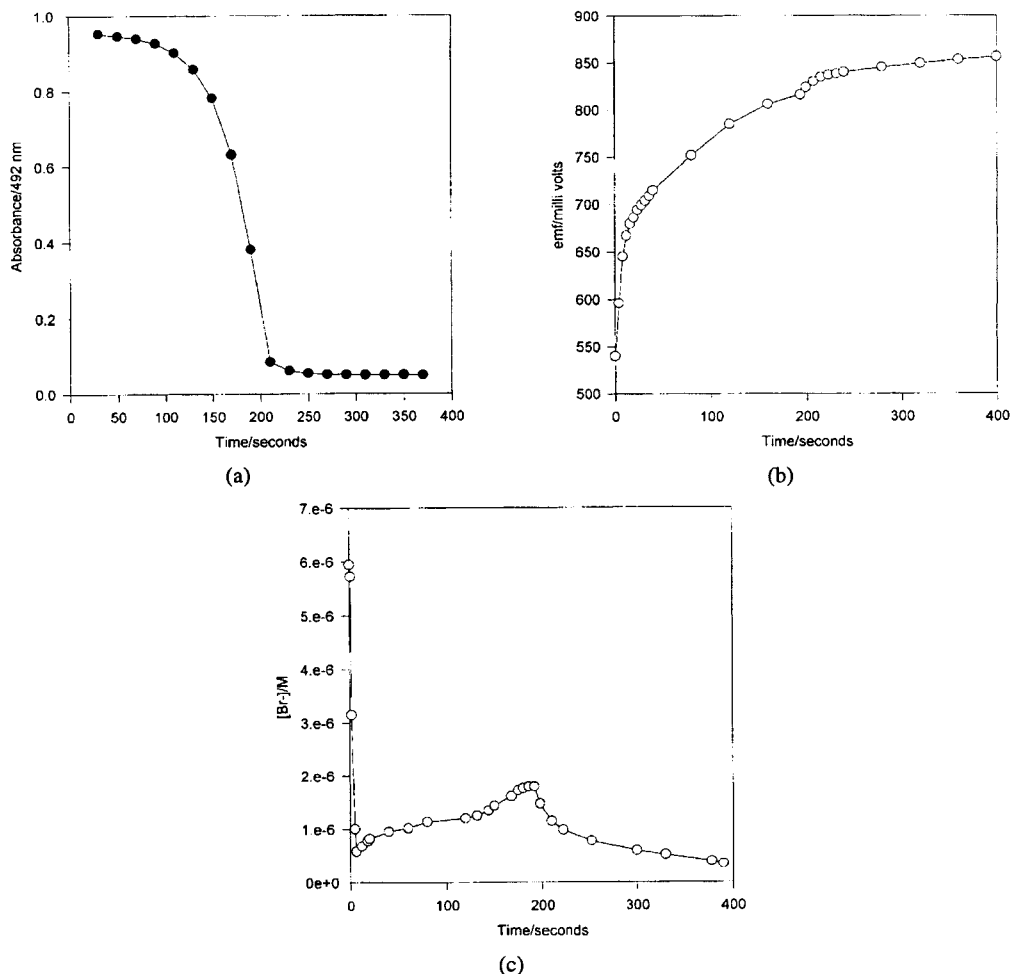 1.0
0.8
0.6
0.4
0.2
0.0
Absorbance/492 nm
0 50 100 150 200 250 300 350 400
Time/seconds
(a)
900
850
800
750
700
650
600
550
500
emf/milli volts
0 100 200 300 400
Time/seconds
(b)
7.e-6
6.e-6
5.e-6
4.e-6
3.e-6
2.e-6
1.e-6
0e+0
[Br-]/M
0 100 200 300 400
Time/seconds
(c)